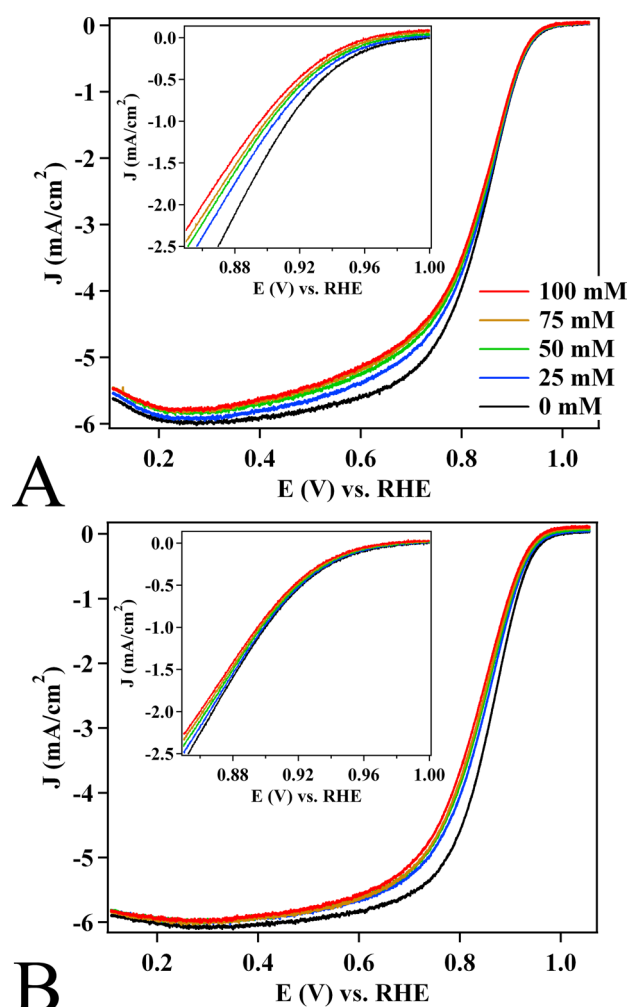 0
-1
-2
-3
-4
-5
-6
J (mA/cm²)
0.0
-0.5
-1.0
-1.5
-2.0
-2.5
J (mA/cm²)
0.88 0.92 0.96 1.00
E (V) vs. RHE
100 mM
75 mM
50 mM
25 mM
0 mM
0.2 0.4 0.6 0.8 1.0
E (V) vs. RHE
A
0
-1
-2
-3
-4
-5
-6
J (mA/cm²)
0.0
-0.5
-1.0
-1.5
-2.0
-2.5
J (mA/cm²)
0.88 0.92 0.96 1.00
E (V) vs. RHE
0.2 0.4 0.6 0.8 1.0
E (V) vs. RHE
B